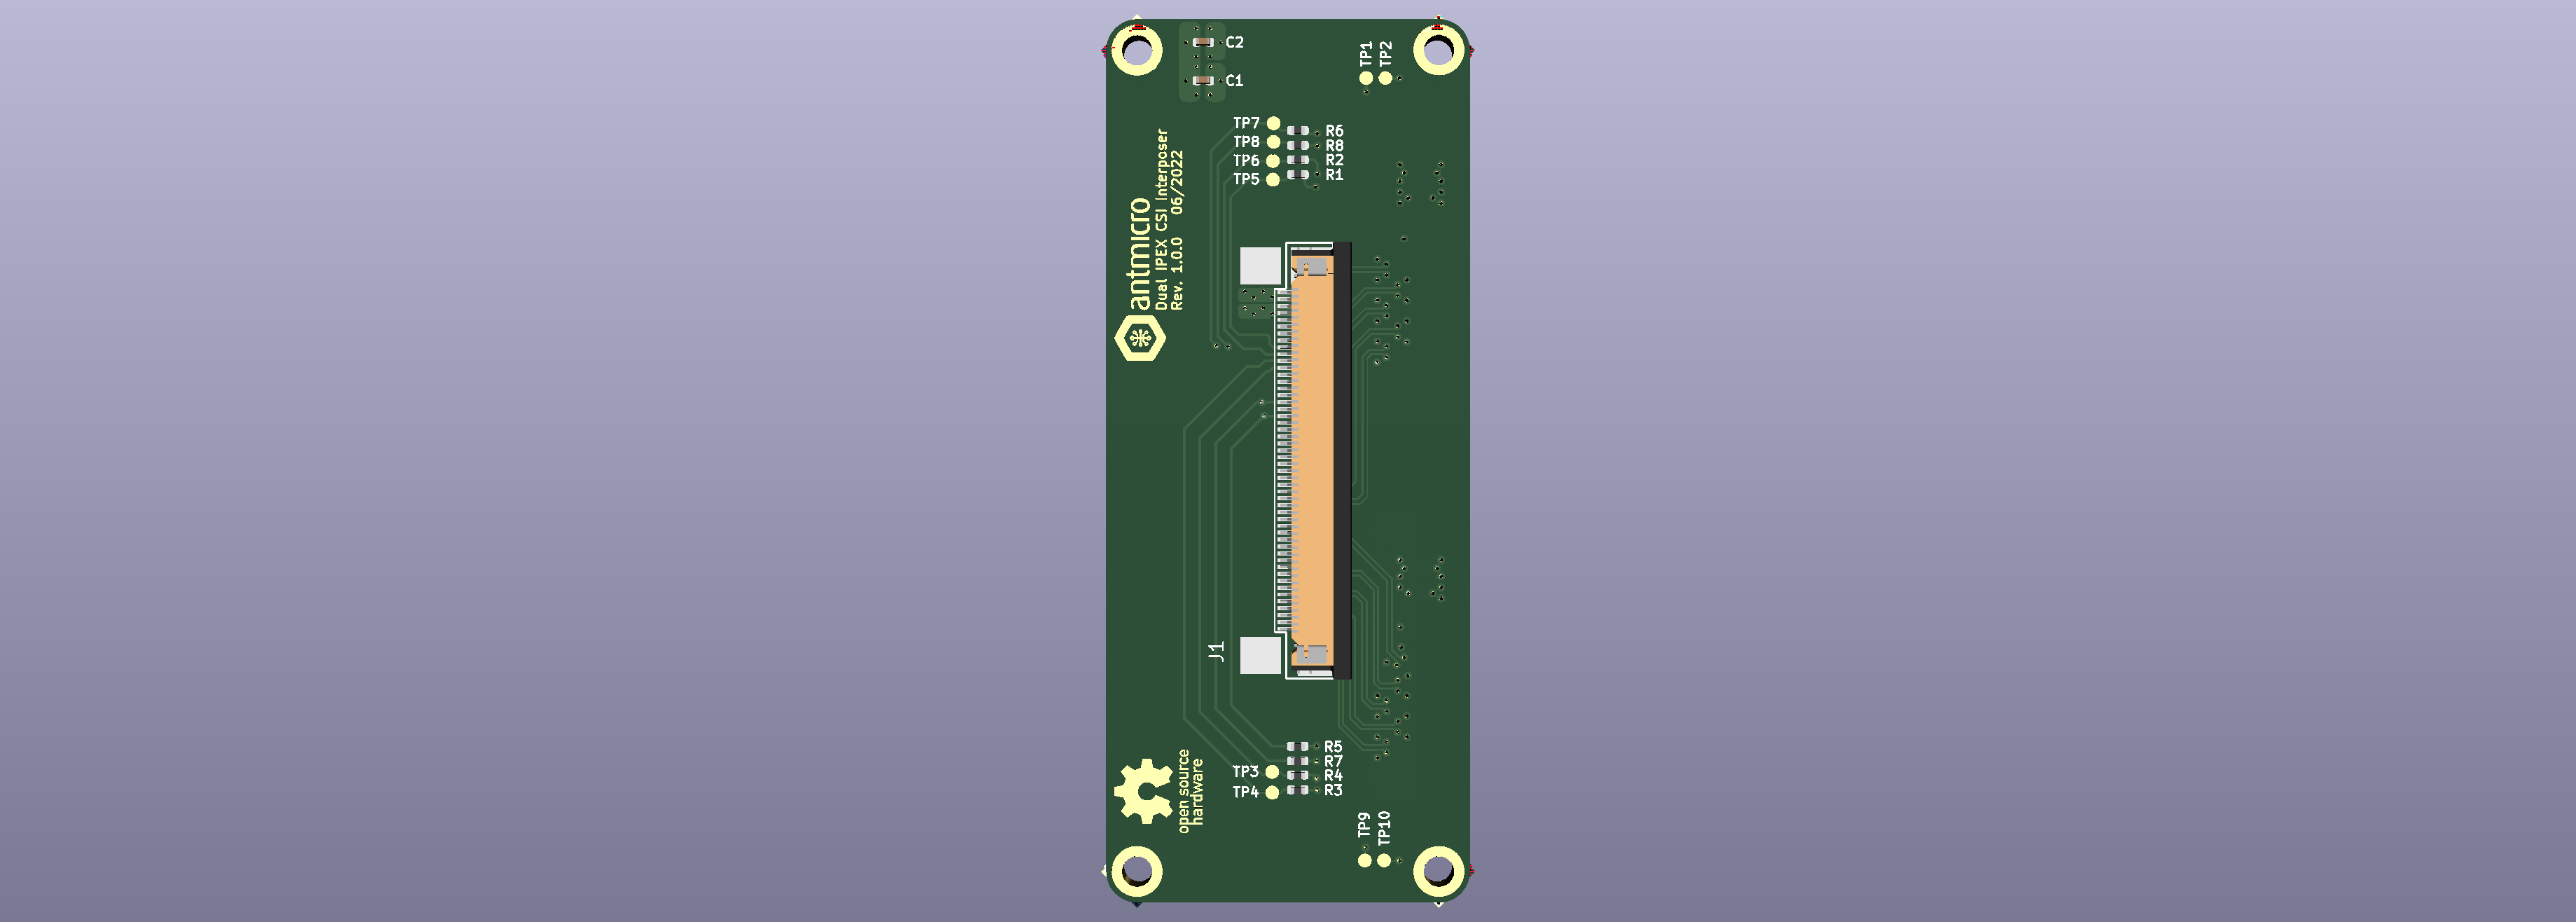 C2
C1
TP1
TP2
TP7
TP8
TP6
TP5
R6
R8
R2
R1
antmicro
Dual IPEX CSI Interposer
Rev. 1.0.0 06/2022
J1
R5
R7
R4
R3
TP3
TP4
open source
hardware
TP9
TP10